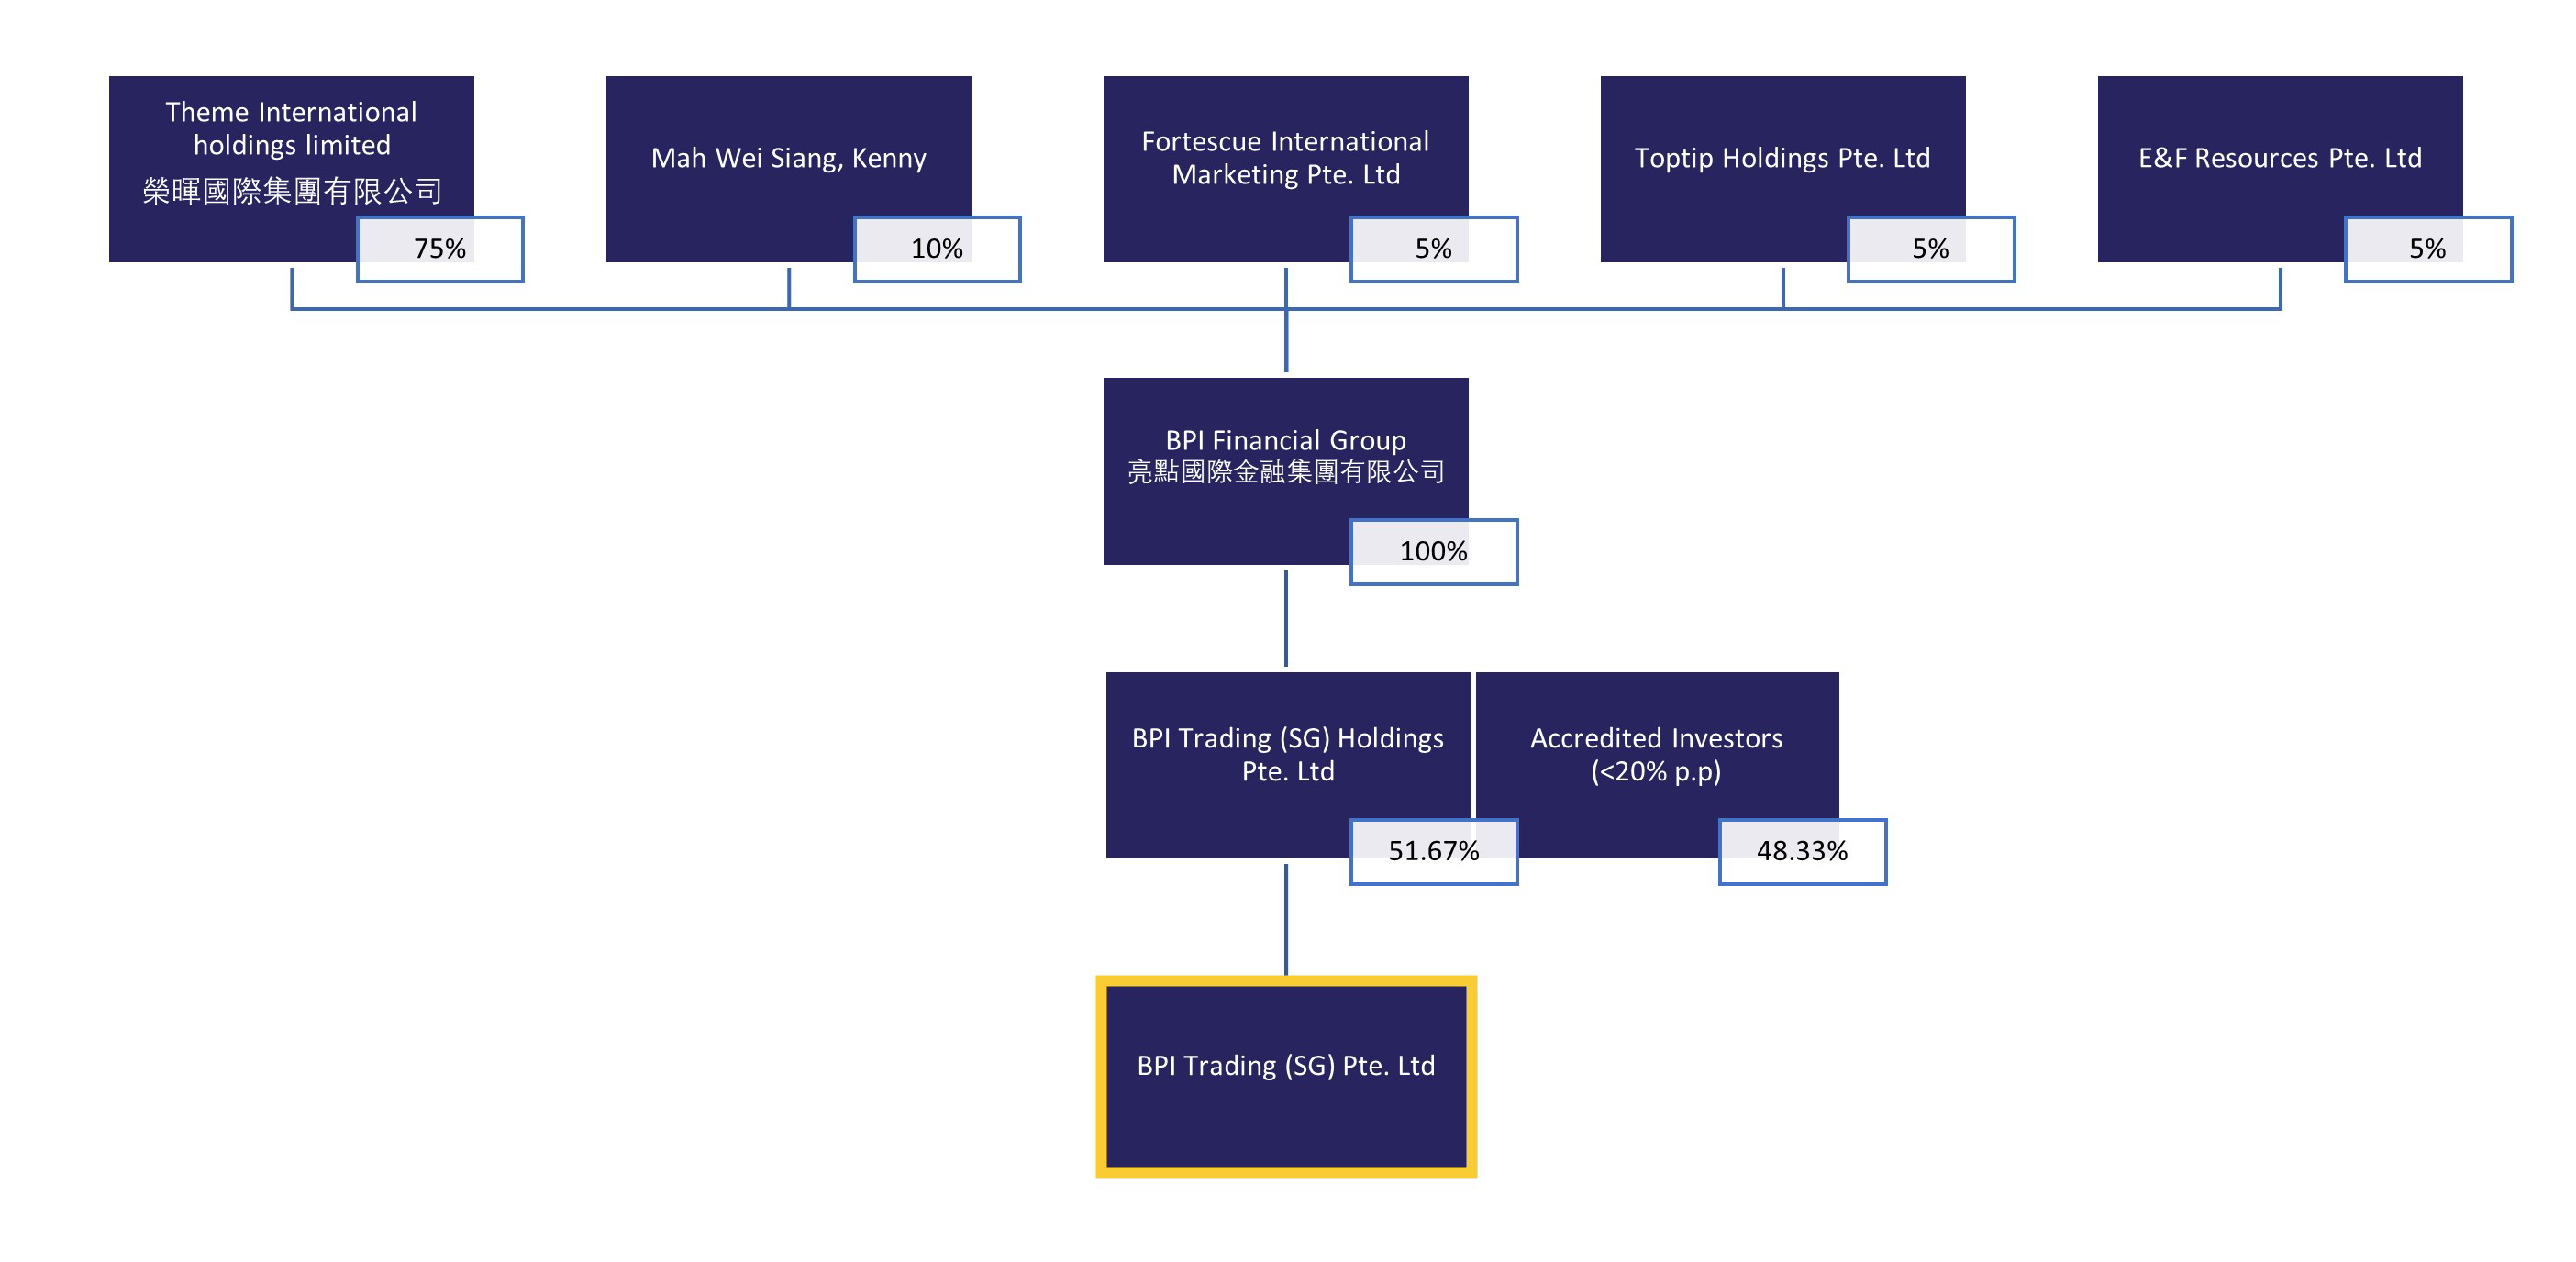 Theme International
holdings limited
榮暉國際集團有限公司
75%
Mah Wei Siang, Kenny
10%
Fortescue International
Marketing Pte. Ltd
5%
Toptip Holdings Pte. Ltd
5%
E&F Resources Pte. Ltd
5%
BPI Financial Group
亮點國際金融集團有限公司
100%
BPI Trading (SG) Holdings
Pte. Ltd
51.67%
Accredited Investors
(<20% p.p)
48.33%
BPI Trading (SG) Pte. Ltd